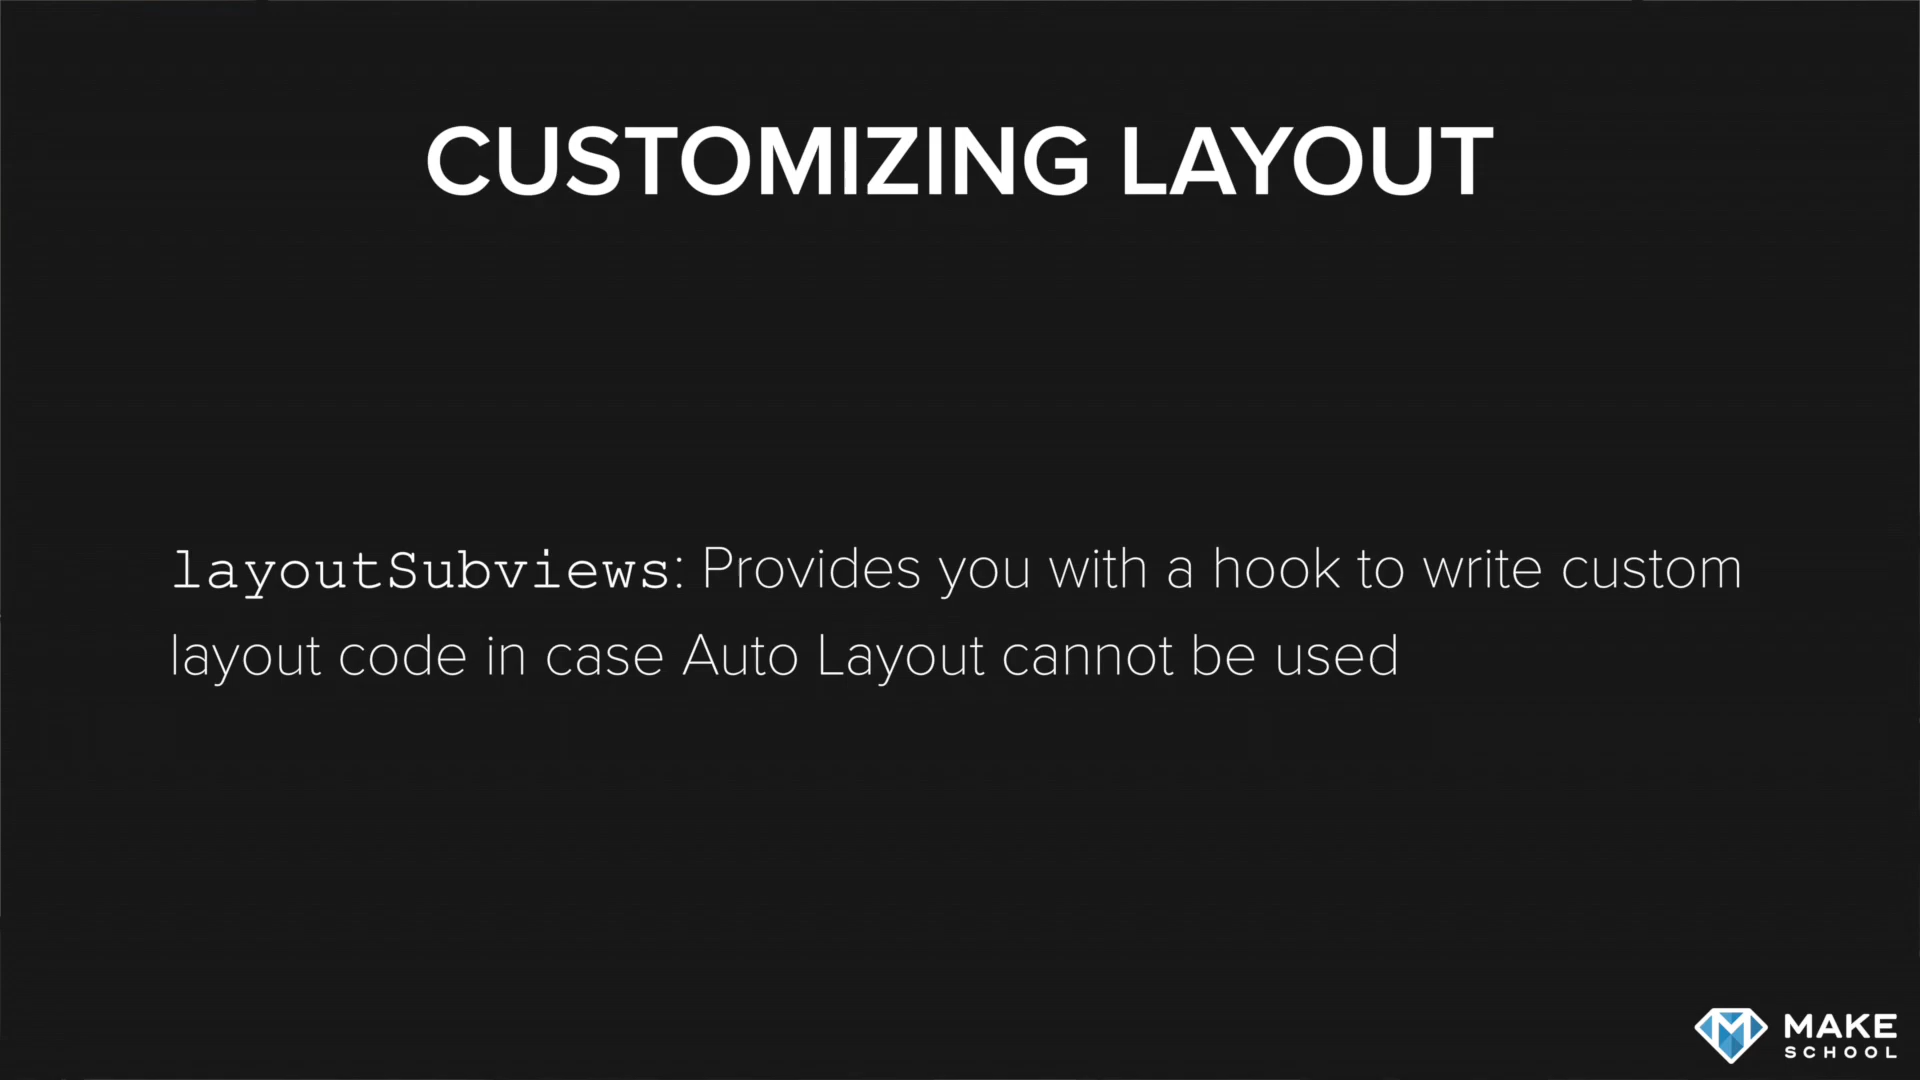 CUSTOMIZING LAYOUT
layoutSubviews: Provides you with a hook to write custom
layout code in case Auto Layout cannot be used
MAKE
SCHOOL